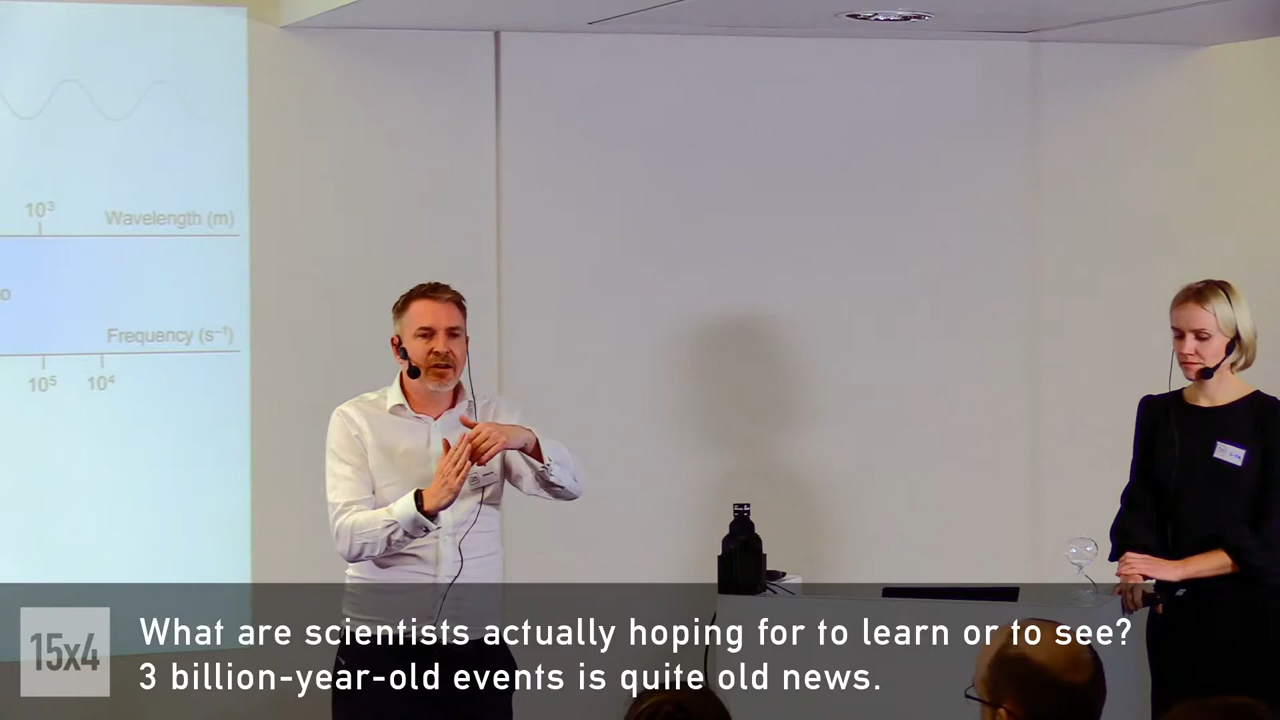 10³
Wavelength (m)
o
Frequency (s⁻¹)
10⁵ 10⁴
15x4
What are scientists actually hoping for to learn or to see?
3 billion-year-old events is quite old news.